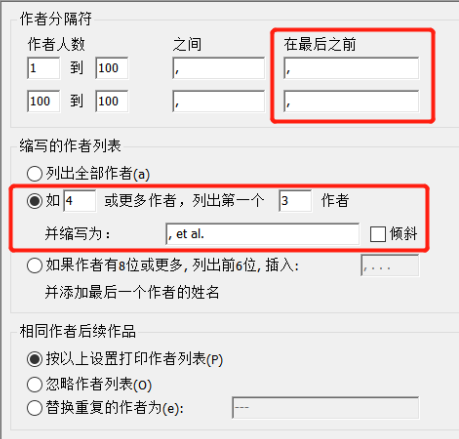 作者分隔符
作者人数 之间 在最后之前
1 到 100 , ,
100 到 100 , ,
缩写的作者列表
列出全部作者(a)
如 4 或更多作者，列出第一个 3 作者
并缩写为： , et al. 倾斜
如果作者有8位或更多, 列出前6位, 插入: , . . .
并添加最后一个作者的姓名
相同作者后续作品
按以上设置打印作者列表(P)
忽略作者列表(O)
替换重复的作者为(e): ---